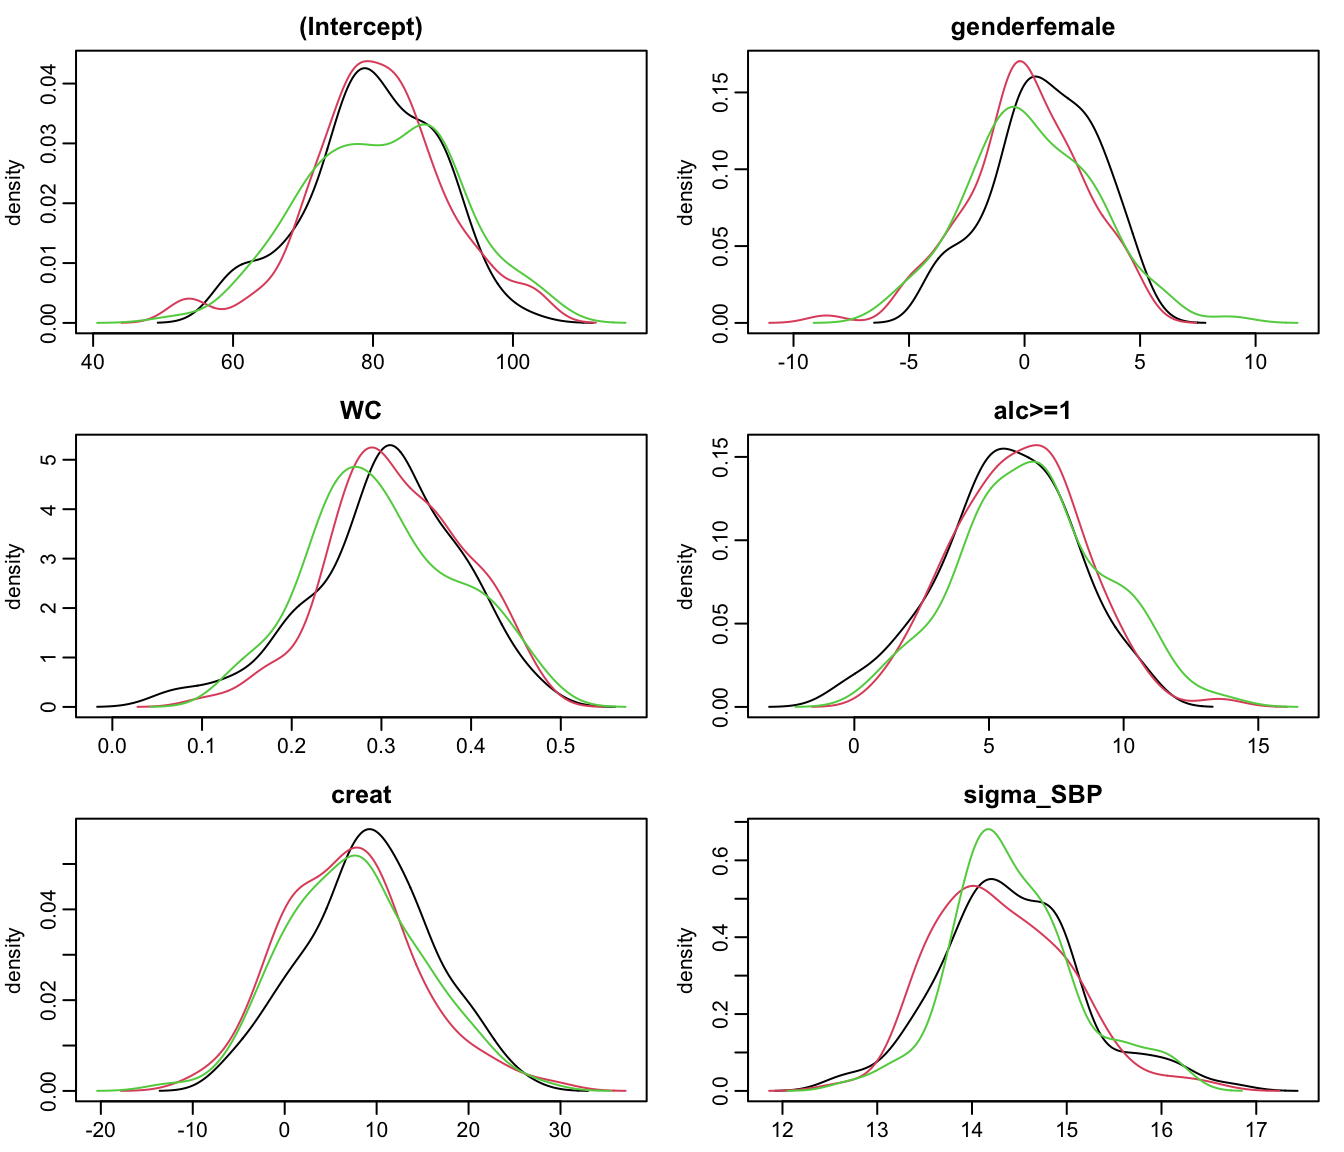 (Intercept)
density
0.00 0.01 0.02 0.03 0.04
40 60 80 100
genderfemale
density
0.00 0.05 0.10 0.15
-10 -5 0 5 10
WC
density
0 1 2 3 4 5
0.0 0.1 0.2 0.3 0.4 0.5
alc>=1
density
0.00 0.05 0.10 0.15
0 5 10 15
creat
density
0.00 0.02 0.04
-20 -10 0 10 20 30
sigma_SBP
density
0.0 0.2 0.4 0.6
12 13 14 15 16 17